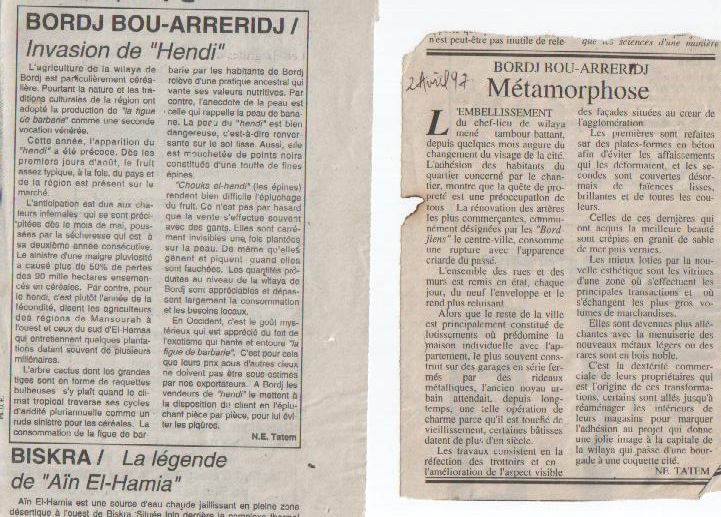 BORDJ BOU-ARRERIDJ /
Invasion de "Hendi"
L'agriculture de la wilaya de
Bordj est particulièrement céréa-
lière. Pourtant la nature et les tra-
ditions culturales de la région ont
adopté la production de "la figue
de barbarie" comme une seconde
vocation vénérée.
Cette année, l'apparition du
"hendi" a été précoce. Dès les
premiers jours d'août, le fruit
assez typique, à la fois, du pays et
de la région est présent sur le
marché.
L'anticipation est due aux cha-
leurs infernales qui se sont préci-
pitées dès le mois de mai, pous-
sées par la sécheresse qui est à
sa deuxième année consécutive.
Le sinistre d'une maigre pluviosité
a causé plus de 50% de pertes
des 90 mille hectares ensemen-
cés en céréales. Par contre, pour
le hendi, c'est plutôt l'année de la
fécondité, disent les agriculteurs
des régions de Mansourah à
l'ouest et ceux du sud d'El-Hamaa
qui entretiennent quelques planta-
tions datant souvent de plusieurs
millénaires.
L'arbre cactus dont les grandes
tiges sont en forme de raquettes
bulheuses s'y plaît quand le cli-
mat tropical traverse ses cycles
d'aridité pluriannuelle comme un
rude sinistre pour les céréales. La
consommation de la figue de bar-
barie par les habitants de Bordj
relève d'une pratique ancestral qui
vante ses valeurs nutritives. Par
contre, l'anecdote de la peau est
celle qui rappelle la peau de bana-
ne. La peau du "hendi" est bien
dangereuse, c'est-à-dire renver
sante sur le sol lisse. Aussi, elle
est mouchetée de points noirs
constitués d'une touffe de fines
épines.
"Chouka el-hendi" (les épines)
rendent bien difficile l'épluchage
du fruit. Ce n'est pas par hasard
que la vente s'effectue souvent
avec des gants. Elles sont carré-
ment invisibles une fois plantées
sur la peau. De même qu'elles
gênent et piquent quand elles
sont fauchées. Les quantités pro-
duites au niveau de la wilaya de
Bordj sont appréciables et dépas-
sent largement la consommation
et les besoins locaux.
En Occident, c'est le goût mys-
térieux qui est apprécié du fait de
l'exotisme qui hante et entoure "la
figue de barbarie". C'est pour cela
que leurs prix sous d'autres cieux
ne doivent pas être sous-estimés
par nos exportateurs. A Bordj les
vendeurs de "hendi" le mettent à
la disposition du client en l'éplu-
chant pièce par pièce, pour lui évi
ter les piqûres.
N.E. Tatem
BISKRA / La légende
de "Aïn El-Hamia"
Aïn El-Hamia est une source d'eau chaude jaillissant en pleine zone
désertique à l'ouest de Biskra
n'est peut-être pas inutile de rele
que les sciences d'une manière
2 Avril 97
BORDJ BOU-ARRERIDJ
Métamorphose
L'EMBELLISSEMENT
du chef-lieu de wilaya
mené tambour battant,
depuis quelques mois augure du
changement du visage de la cité.
L'adhésion des habitants du
quartier concerné par le chan-
tier, montre que la quête de pro-
preté est une préoccupation de
tous La rénovation des artères
les plus commerçantes, commu-
nément désignées par les "Bord
jiens" le centre-ville, consomme
une rupture avec l'apparence
criarde du passé.
L'ensemble des rues et des
murs est remis en état, chaque
jour, du neuf l'enveloppe et le
rend plus reluisant.
Alors que le reste de la ville
est principalement constitué de
lotissements où prédomine la
maison individuelle avec l'ap-
partement, le plus souvent cons-
truit sur des garages en série fer-
més par des rideaux
métalliques, l'ancien noyau ur-
bain attendait, depuis long-
temps, une telle opération de
charme parce qu'il est touché de
vieillissement, certaines bâtisses
datent de plus d'un siècle.
Les travaux consistent en la
réfection des trottoirs et en
l'amélioration de l'aspect visible
des façades situées au cœur de
l'agglomération.
Les premières sont refaites
sur des plates-formes en béton
afin d'éviter les affaissements
qui les déformaient, et les se-
condes sont couvertes désor-
mais de faïences lisses,
brillantes et de toutes les cou-
leurs.
Celles de ces dernières qui
ont acquis la meilleure beauté
sont crépies en granit de sable
de mer puis vernies.
Les mieux loties par la nou-
velle esthétique sont les vitrines
d'une zone où s'effectuent les
principales transactions et où
s'échangent les plus gros vo-
lumes de marchandises.
Elles sont devenues plus allé-
chantes avec la menuiserie des
nouveaux métaux légers ou des
rares sont en bois noble.
C'est la dextérité commer-
ciale de leurs propriétaires qui
est l'origine de ces transforma-
tions, certains sont allés jusqu'à
réaménager les intérieurs de
leurs magasins pour marquer
l'adhésion au projet qui donne
une jolie image à la capitale de
la wilaya qui passe d'une bour-
gade à une coquette cité.
NE. TATEM